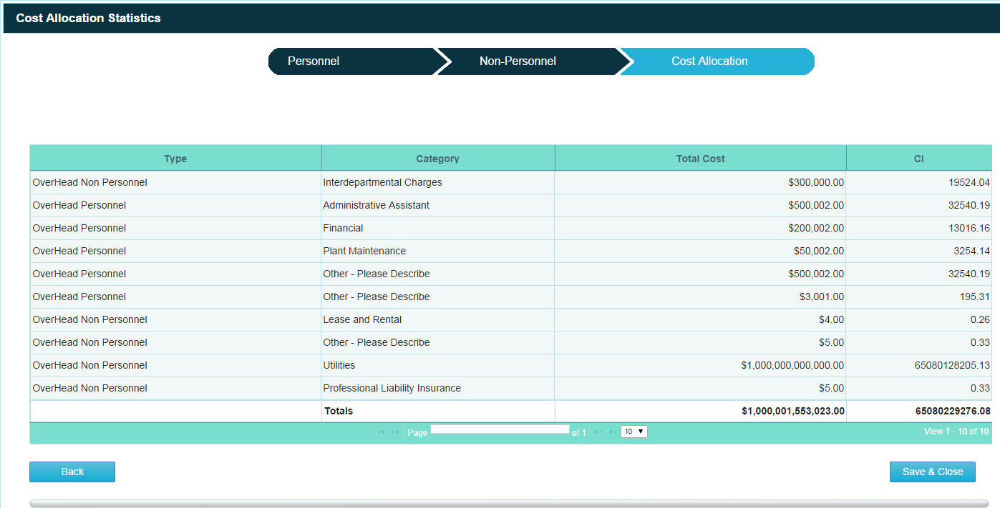 Cost Allocation Statistics
Personnel Non-Personnel Cost Allocation
Type Category Total Cost CI
OverHead Non Personnel Interdepartmental Charges $300,000.00 19524.04
OverHead Personnel Administrative Assistant $500,002.00 32540.19
OverHead Personnel Financial $200,002.00 13016.16
OverHead Personnel Plant Maintenance $50,002.00 3254.14
OverHead Personnel Other - Please Describe $500,002.00 32540.19
OverHead Personnel Other - Please Describe $3,001.00 195.31
OverHead Non Personnel Lease and Rental $4.00 0.26
OverHead Non Personnel Other - Please Describe $5.00 0.33
OverHead Non Personnel Utilities $1,000,000,000,000.00 65080128205.13
OverHead Non Personnel Professional Liability Insurance $5.00 0.33
Totals $1,000,001,553,023.00 65080229276.08
Page of 1 10 View 1 - 10 of 10
Back Save & Close